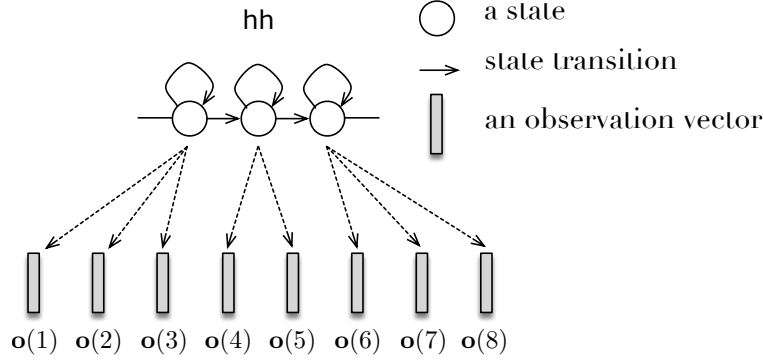 hh
a state
state transition
an observation vector
o(1) o(2) o(3) o(4) o(5) o(6) o(7) o(8)